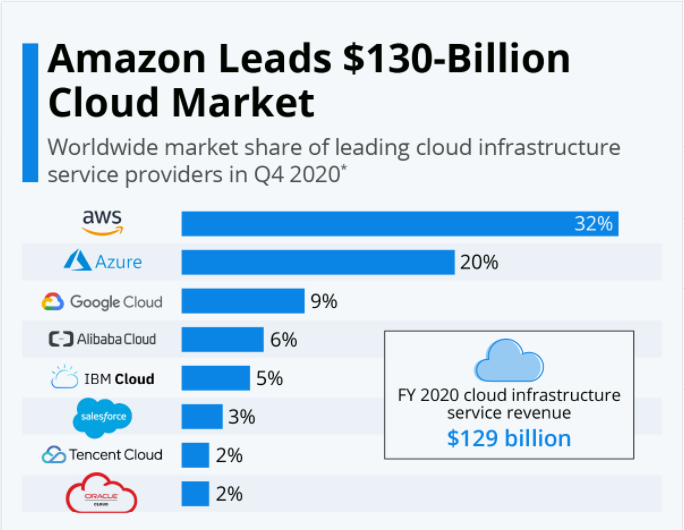 Amazon Leads $130-Billion
Cloud Market
Worldwide market share of leading cloud infrastructure
service providers in Q4 2020*
aws 32%
Azure 20%
Google Cloud 9%
Alibaba Cloud 6%
IBM Cloud 5%
salesforce 3%
Tencent Cloud 2%
ORACLE
CLOUD 2%
FY 2020 cloud infrastructure
service revenue
$129 billion